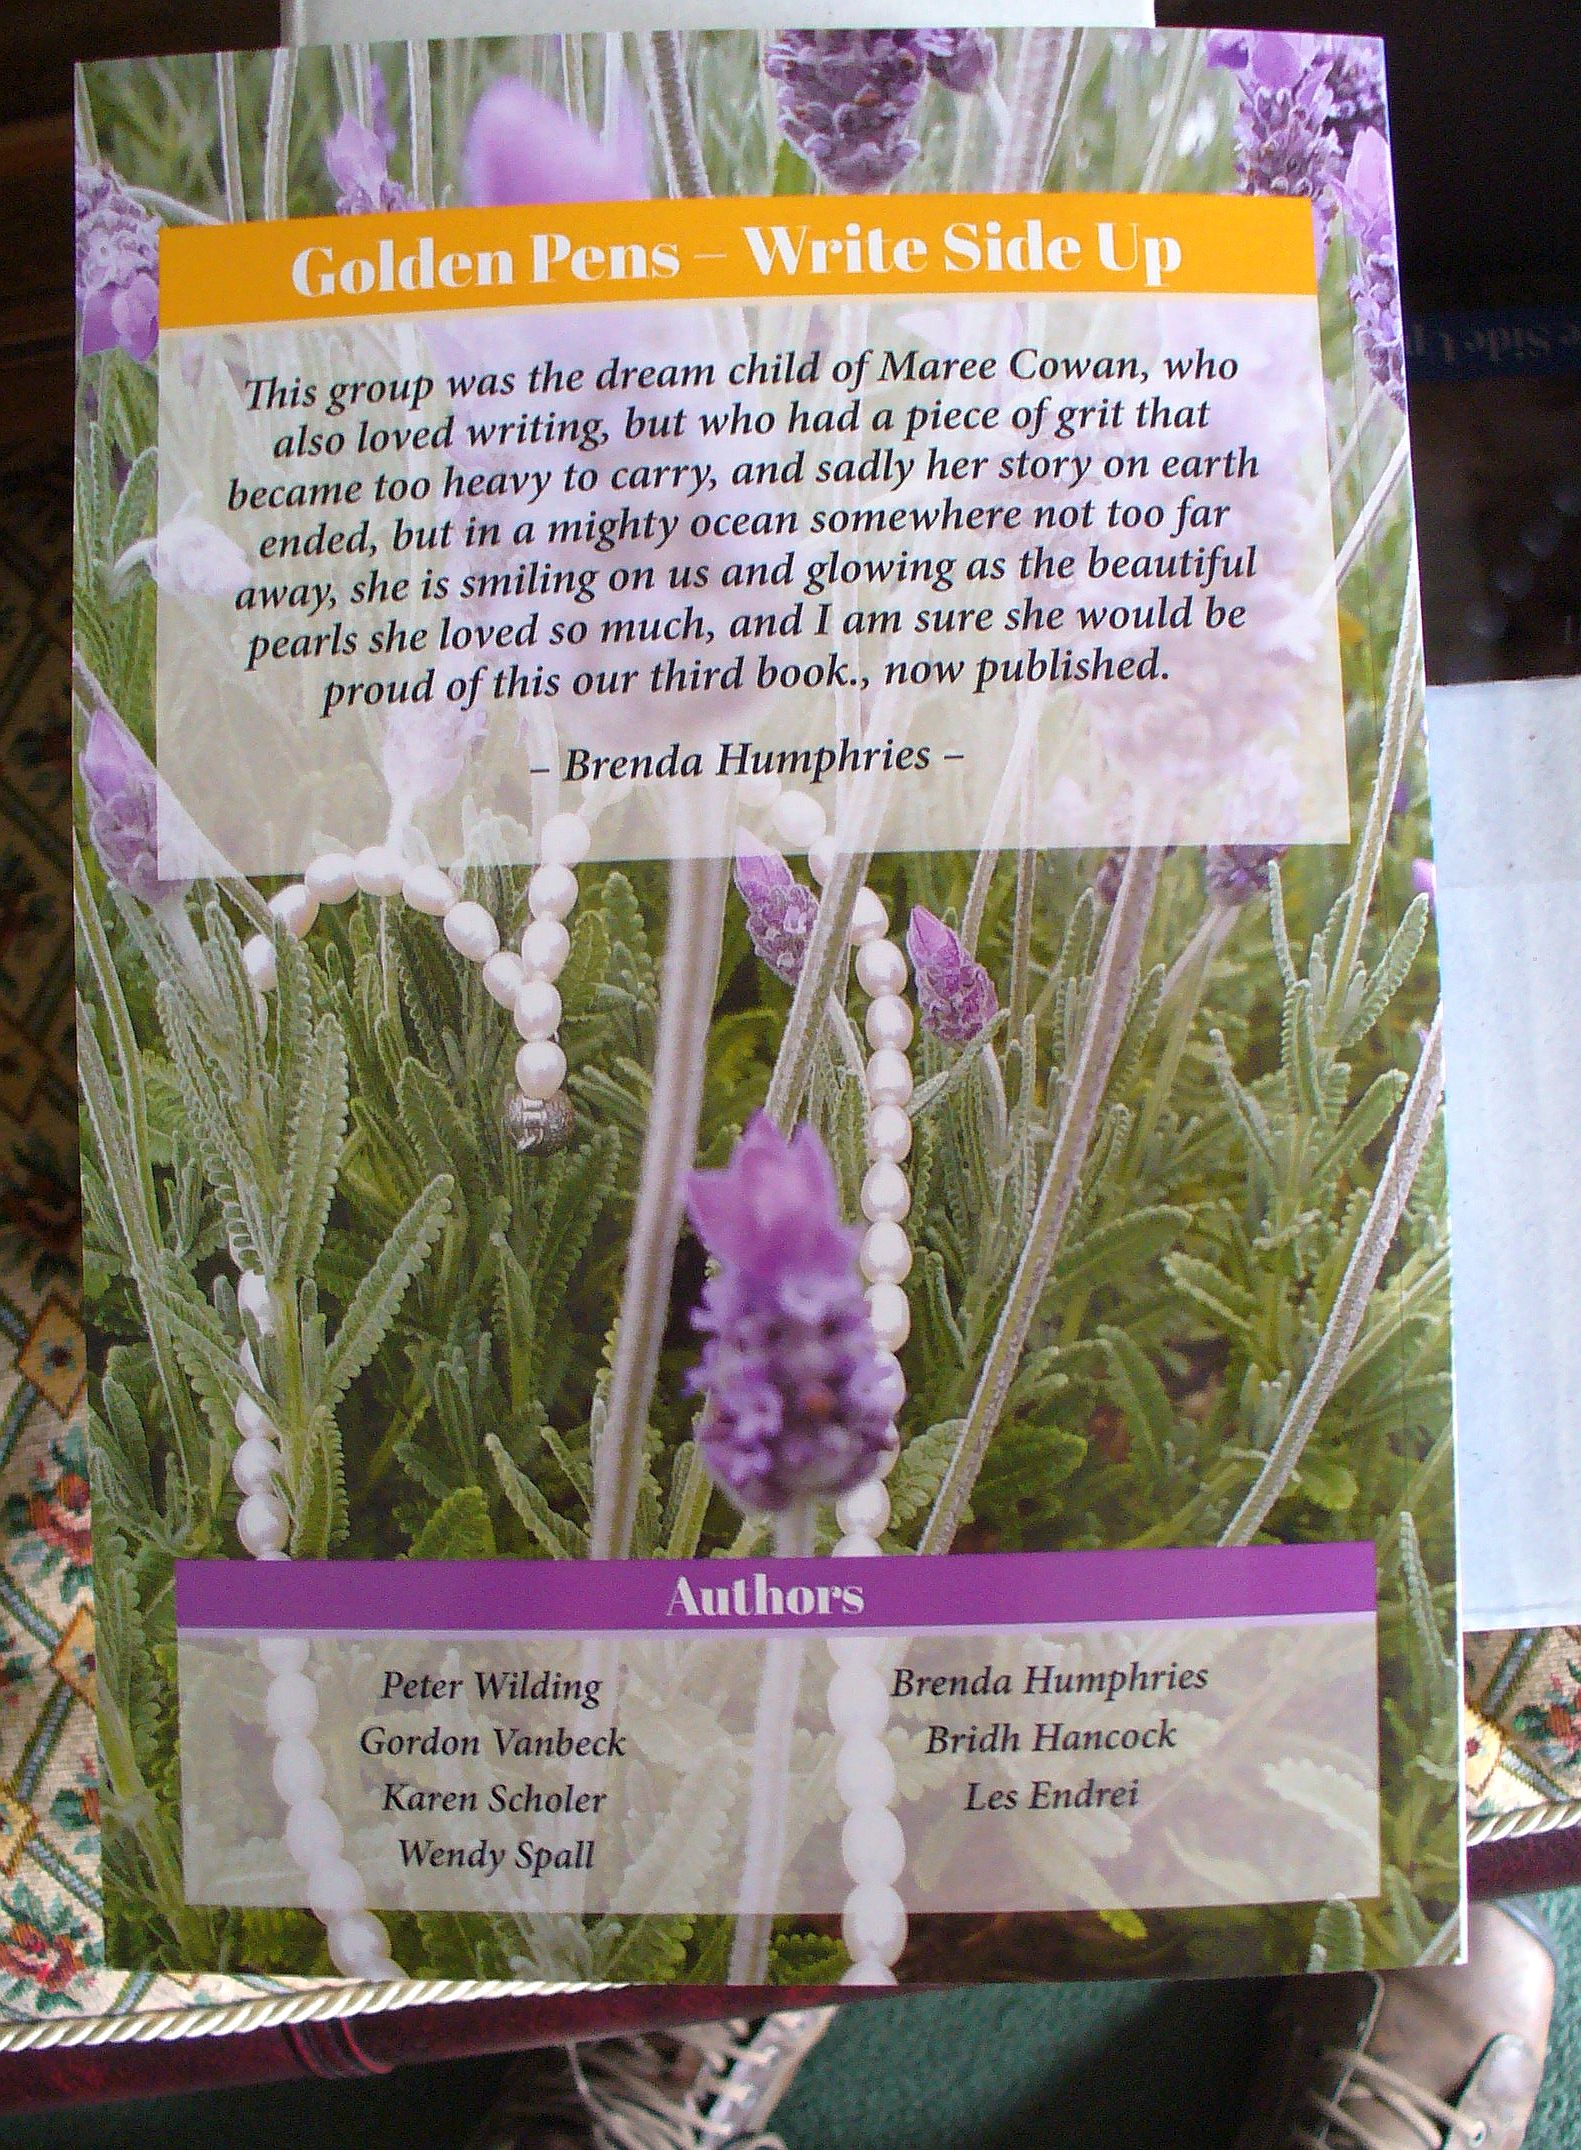 Golden Pens – Write Side Up
This group was the dream child of Maree Cowan, who
also loved writing, but who had a piece of grit that
became too heavy to carry, and sadly her story on earth
ended, but in a mighty ocean somewhere not too far
away, she is smiling on us and glowing as the beautiful
pearls she loved so much, and I am sure she would be
proud of this our third book., now published.
– Brenda Humphries –
Authors
Peter Wilding
Gordon Vanbeck
Karen Scholer
Wendy Spall
Brenda Humphries
Bridh Hancock
Les Endrei